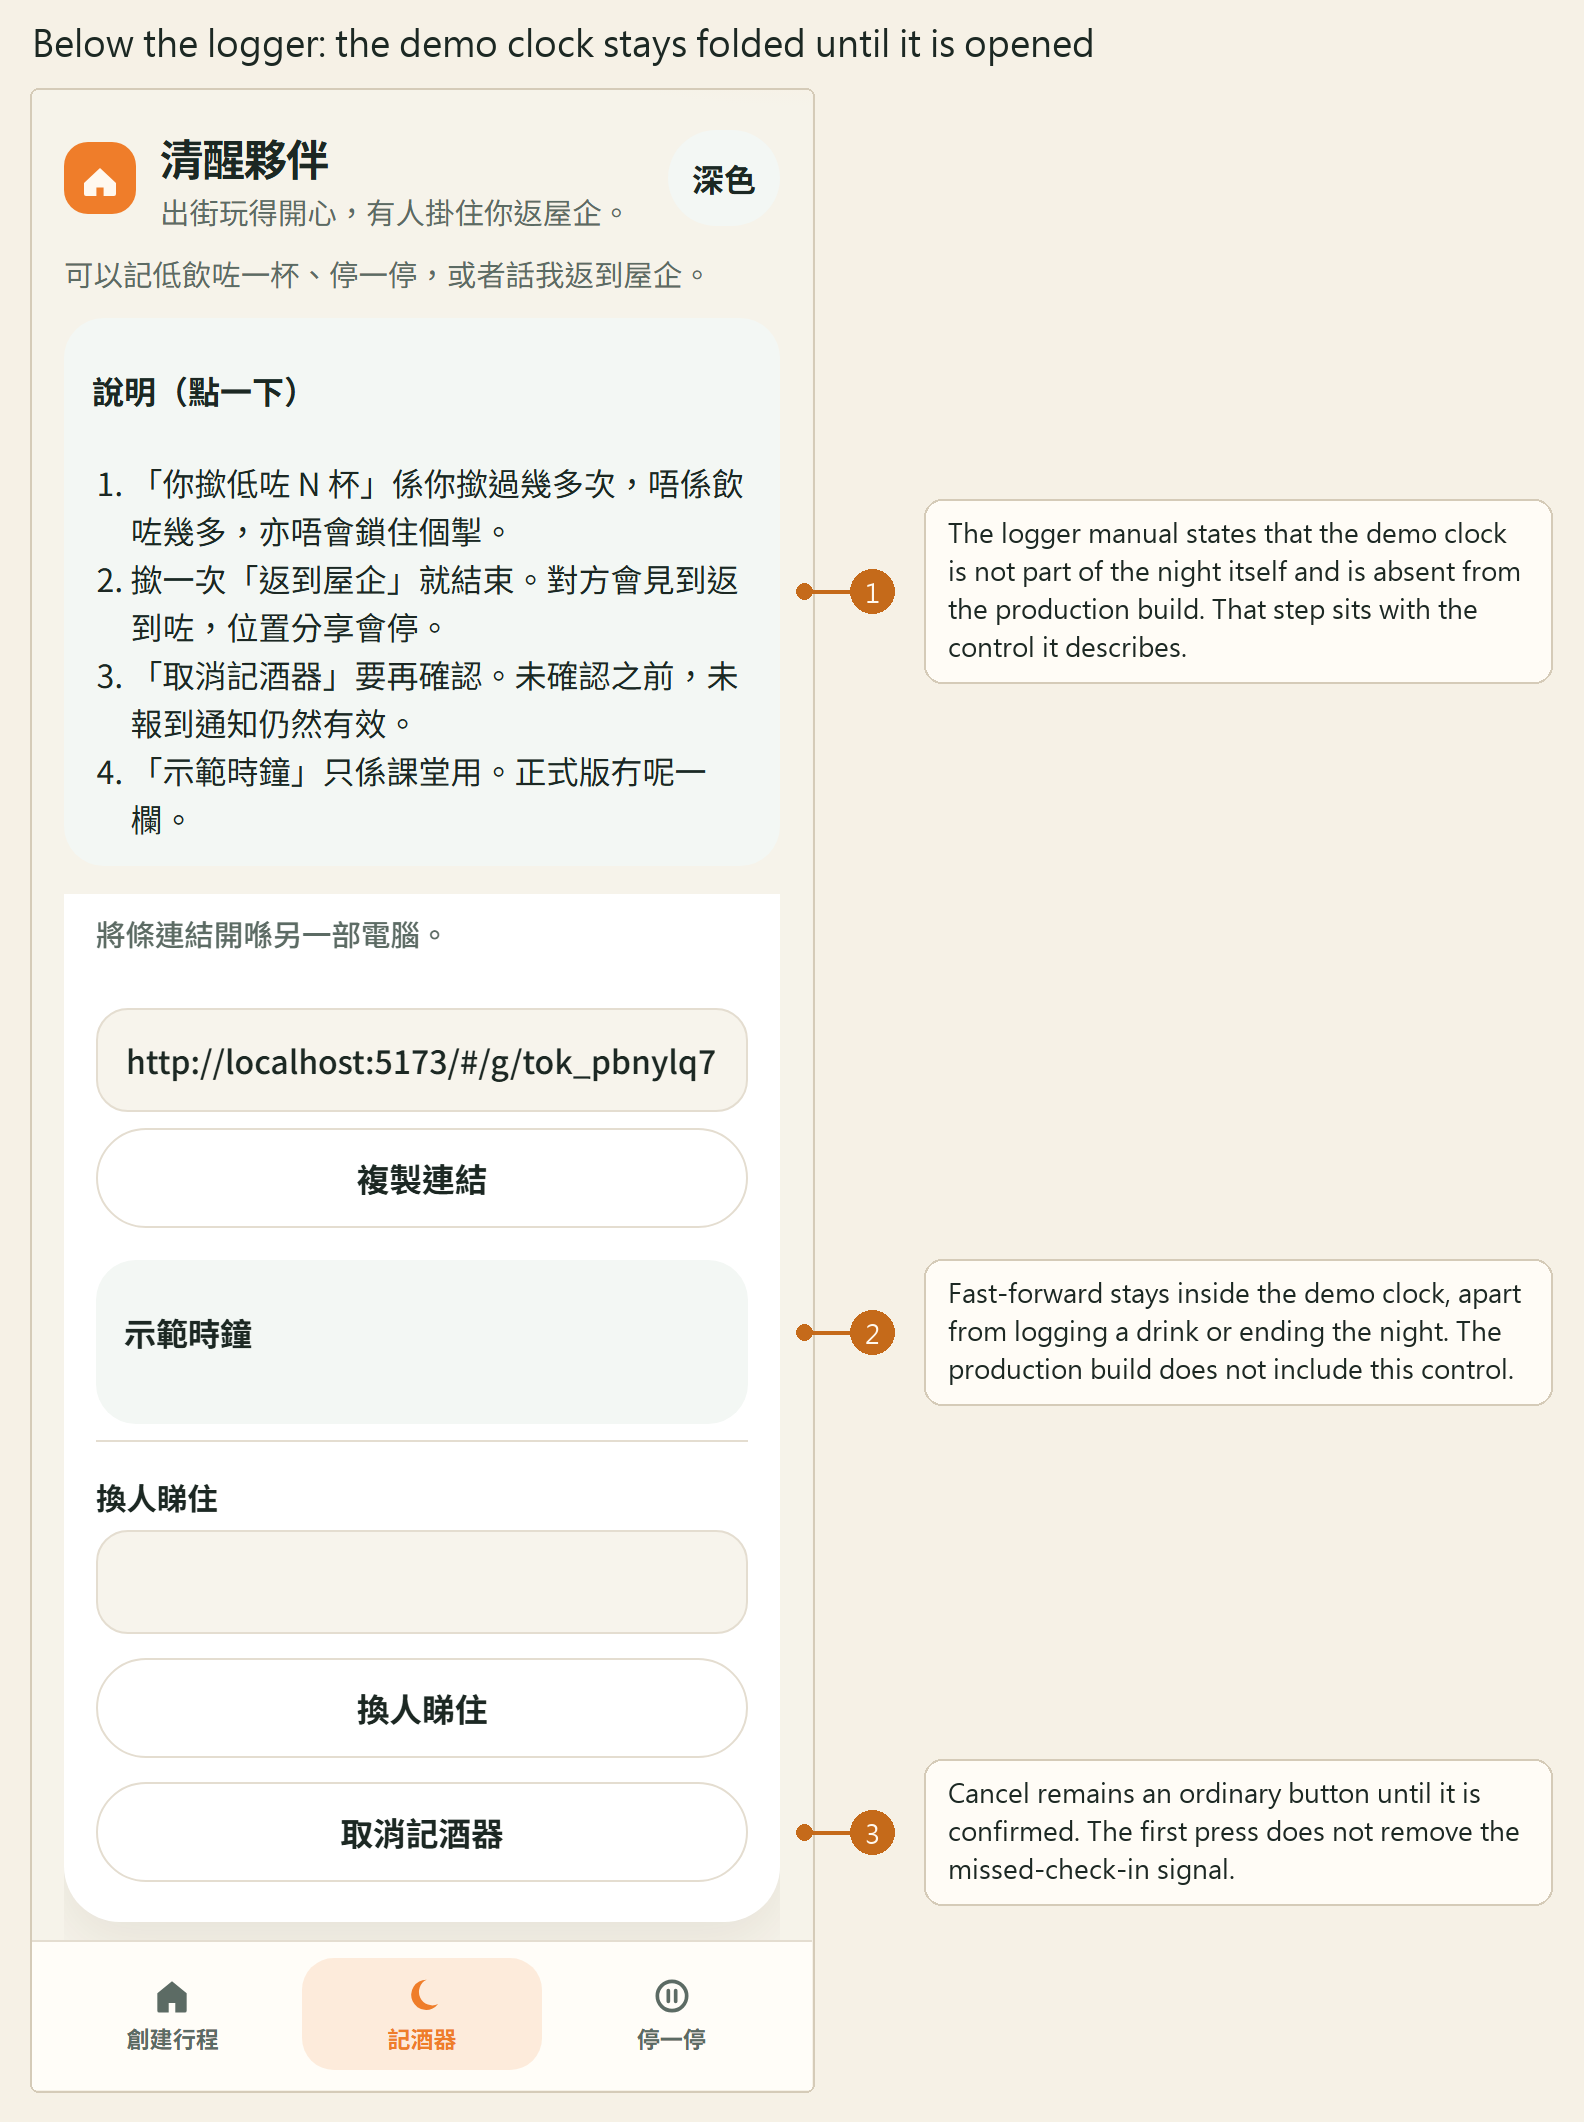 Below the logger: the demo clock stays folded until it is opened
清醒夥伴
出街玩得開心，有人掛住你返屋企。
深色
可以記低飲咗一杯、停一停，或者話我返到屋企。
說明（點一下）
1. 「你撳低咗 N 杯」係你撳過幾多次，唔係飲
咗幾多，亦唔會鎖住個掣。
2. 撳一次「返到屋企」就結束。對方會見到返
到咗，位置分享會停。
3. 「取消記酒器」要再確認。未確認之前，未
報到通知仍然有效。
4. 「示範時鐘」只係課堂用。正式版冇呢一
欄。
1
The logger manual states that the demo clock
is not part of the night itself and is absent from
the production build. That step sits with the
control it describes.
將條連結開喺另一部電腦。
http://localhost:5173/#/g/tok_pbnylq7
複製連結
示範時鐘
2
Fast-forward stays inside the demo clock, apart
from logging a drink or ending the night. The
production build does not include this control.
換人睇住
換人睇住
取消記酒器
3
Cancel remains an ordinary button until it is
confirmed. The first press does not remove the
missed-check-in signal.
創建行程
記酒器
停一停